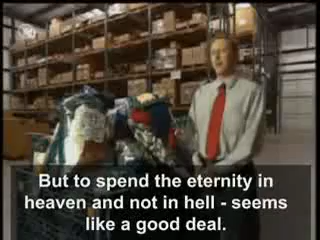 But to spend the eternity in
heaven and not in hell - seems
like a good deal.